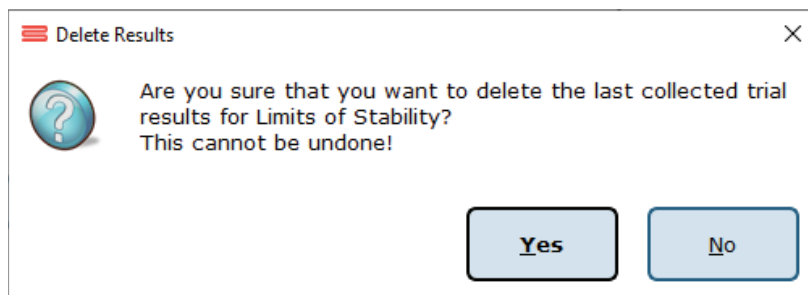 Delete Results
Are you sure that you want to delete the last collected trial
results for Limits of Stability?
This cannot be undone!
Yes
No